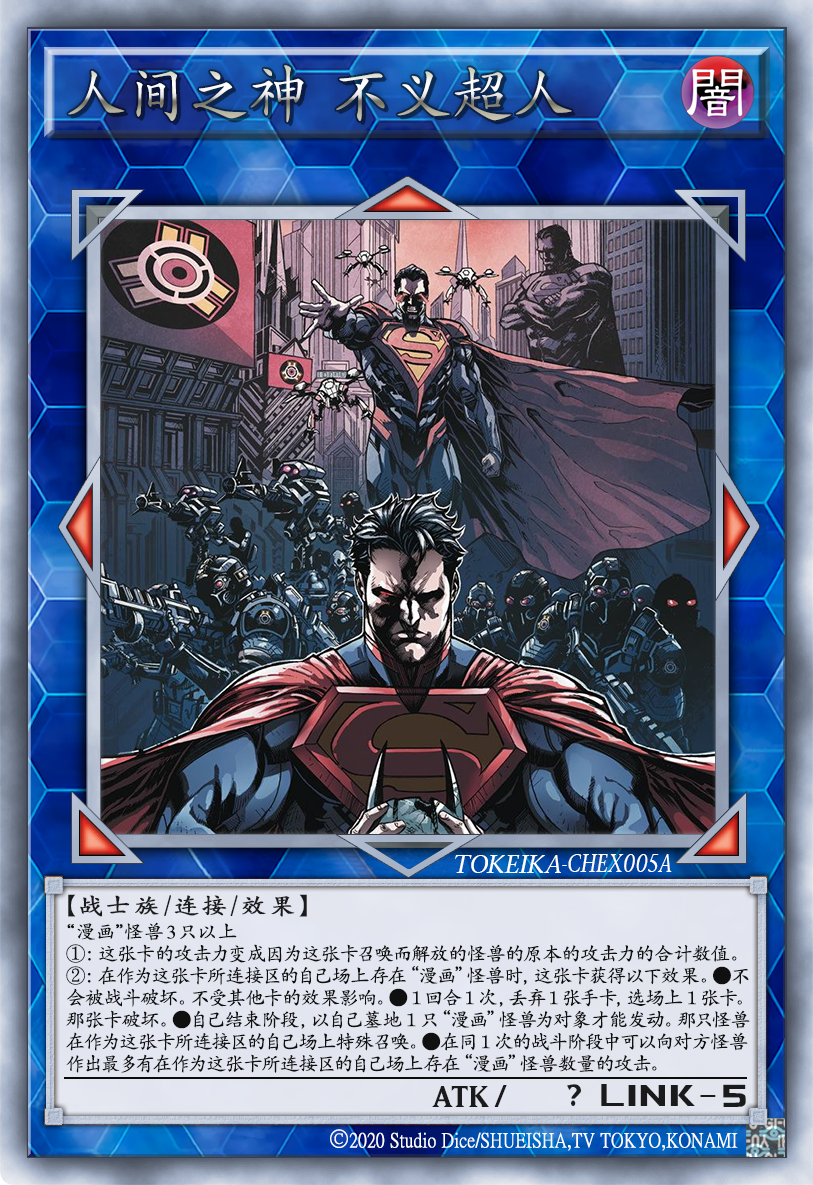 人间之神 不义超人
闇
TOKEIKA-CHEX005A
【战士族/连接/效果】
“漫画”怪兽3只以上
①：这张卡的攻击力变成因为这张卡召唤而解放的怪兽的原本的攻击力的合计数值。
②：在作为这张卡所连接区的自己场上存在“漫画”怪兽时，这张卡获得以下效果。●不
会被战斗破坏。不受其他卡的效果影响。●1回合1次，丢弃1张手卡，选场上1张卡。
那张卡破坏。●自己结束阶段，以自己墓地1只“漫画”怪兽为对象才能发动。那只怪兽
在作为这张卡所连接区的自己场上特殊召唤。●在同1次的战斗阶段中可以向对方怪兽
作出最多有在作为这张卡所连接区的自己场上存在“漫画”怪兽数量的攻击。
ATK/ ? LINK-5
©2020 Studio Dice/SHUEISHA,TV TOKYO,KONAMI